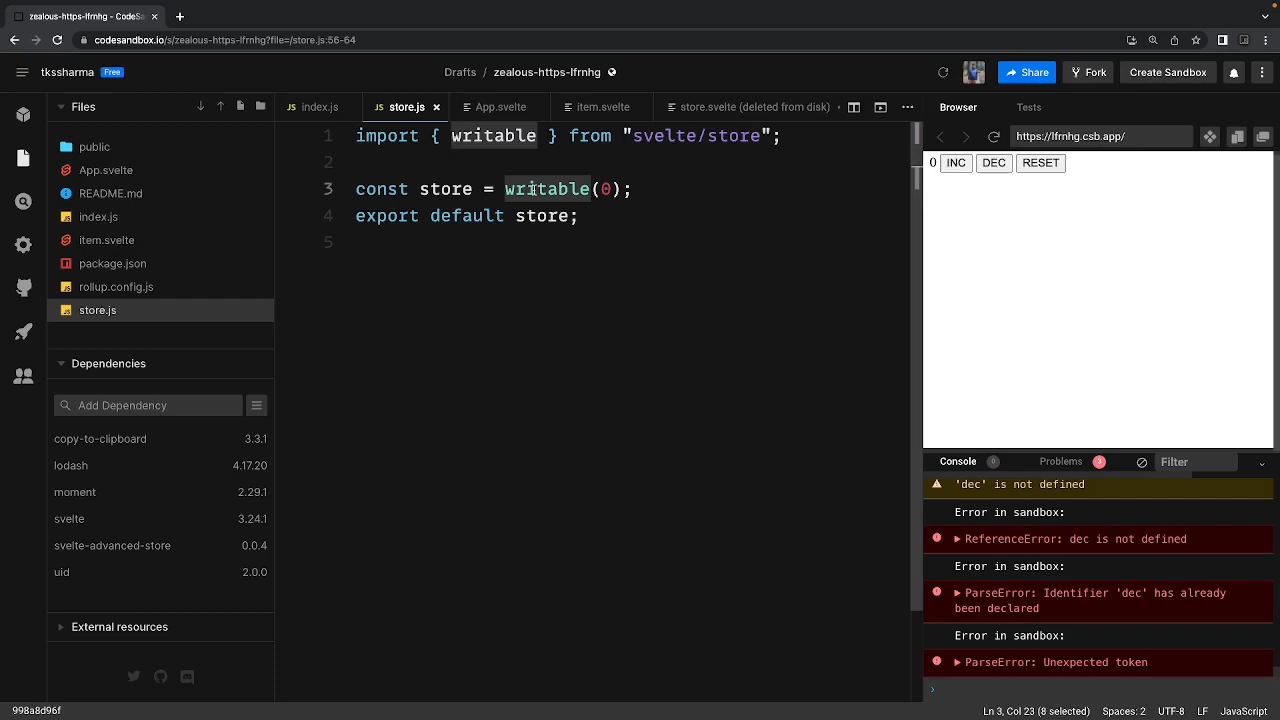 zealous-https-lfrnhg - CodeSa
codesandbox.io/s/zealous-https-lfrnhg?file=/store.js:56-64
tkssharma Free
Drafts / zealous-https-lfrnhg
Share Fork Create Sandbox
Files
public
App.svelte
README.md
index.js
item.svelte
package.json
rollup.config.js
store.js
Dependencies
Add Dependency
copy-to-clipboard 3.3.1
lodash 4.17.20
moment 2.29.1
svelte 3.24.1
svelte-advanced-store 0.0.4
uid 2.0.0
External resources
index.js store.js App.svelte item.svelte store.svelte (deleted from disk)
1 import { writable } from "svelte/store";
2
3 const store = writable(0);
4 export default store;
5
Browser Tests
https://lfrnhg.csb.app/
0 INC DEC RESET
Console 0 Problems 3 Filter
'dec' is not defined
Error in sandbox:
ReferenceError: dec is not defined
Error in sandbox:
ParseError: Identifier 'dec' has already
been declared
Error in sandbox:
ParseError: Unexpected token
998a8d96f
Ln 3, Col 23 (8 selected) Spaces: 2 UTF-8 LF JavaScript